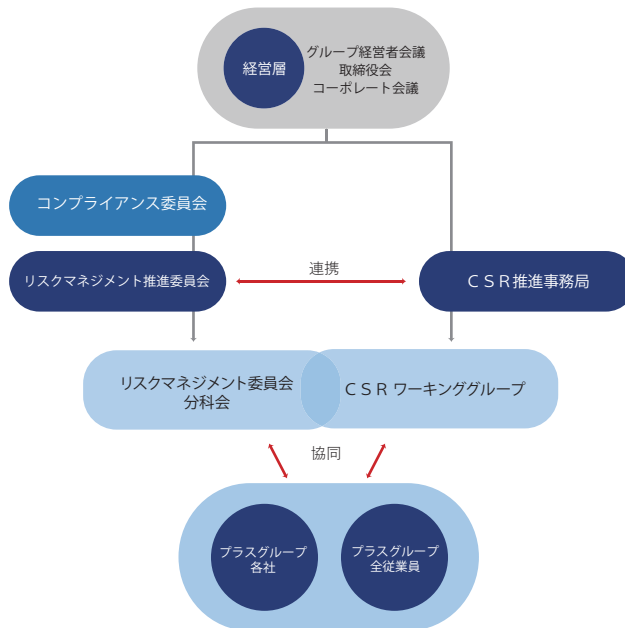 経営層
グループ経営者会議
取締役会
コーポレート会議
コンプライアンス委員会
リスクマネジメント推進委員会
連携
ＣＳＲ推進事務局
リスクマネジメント委員会
分科会
ＣＳＲ ワーキンググループ
協同
プラスグループ
各社
プラスグループ
全従業員